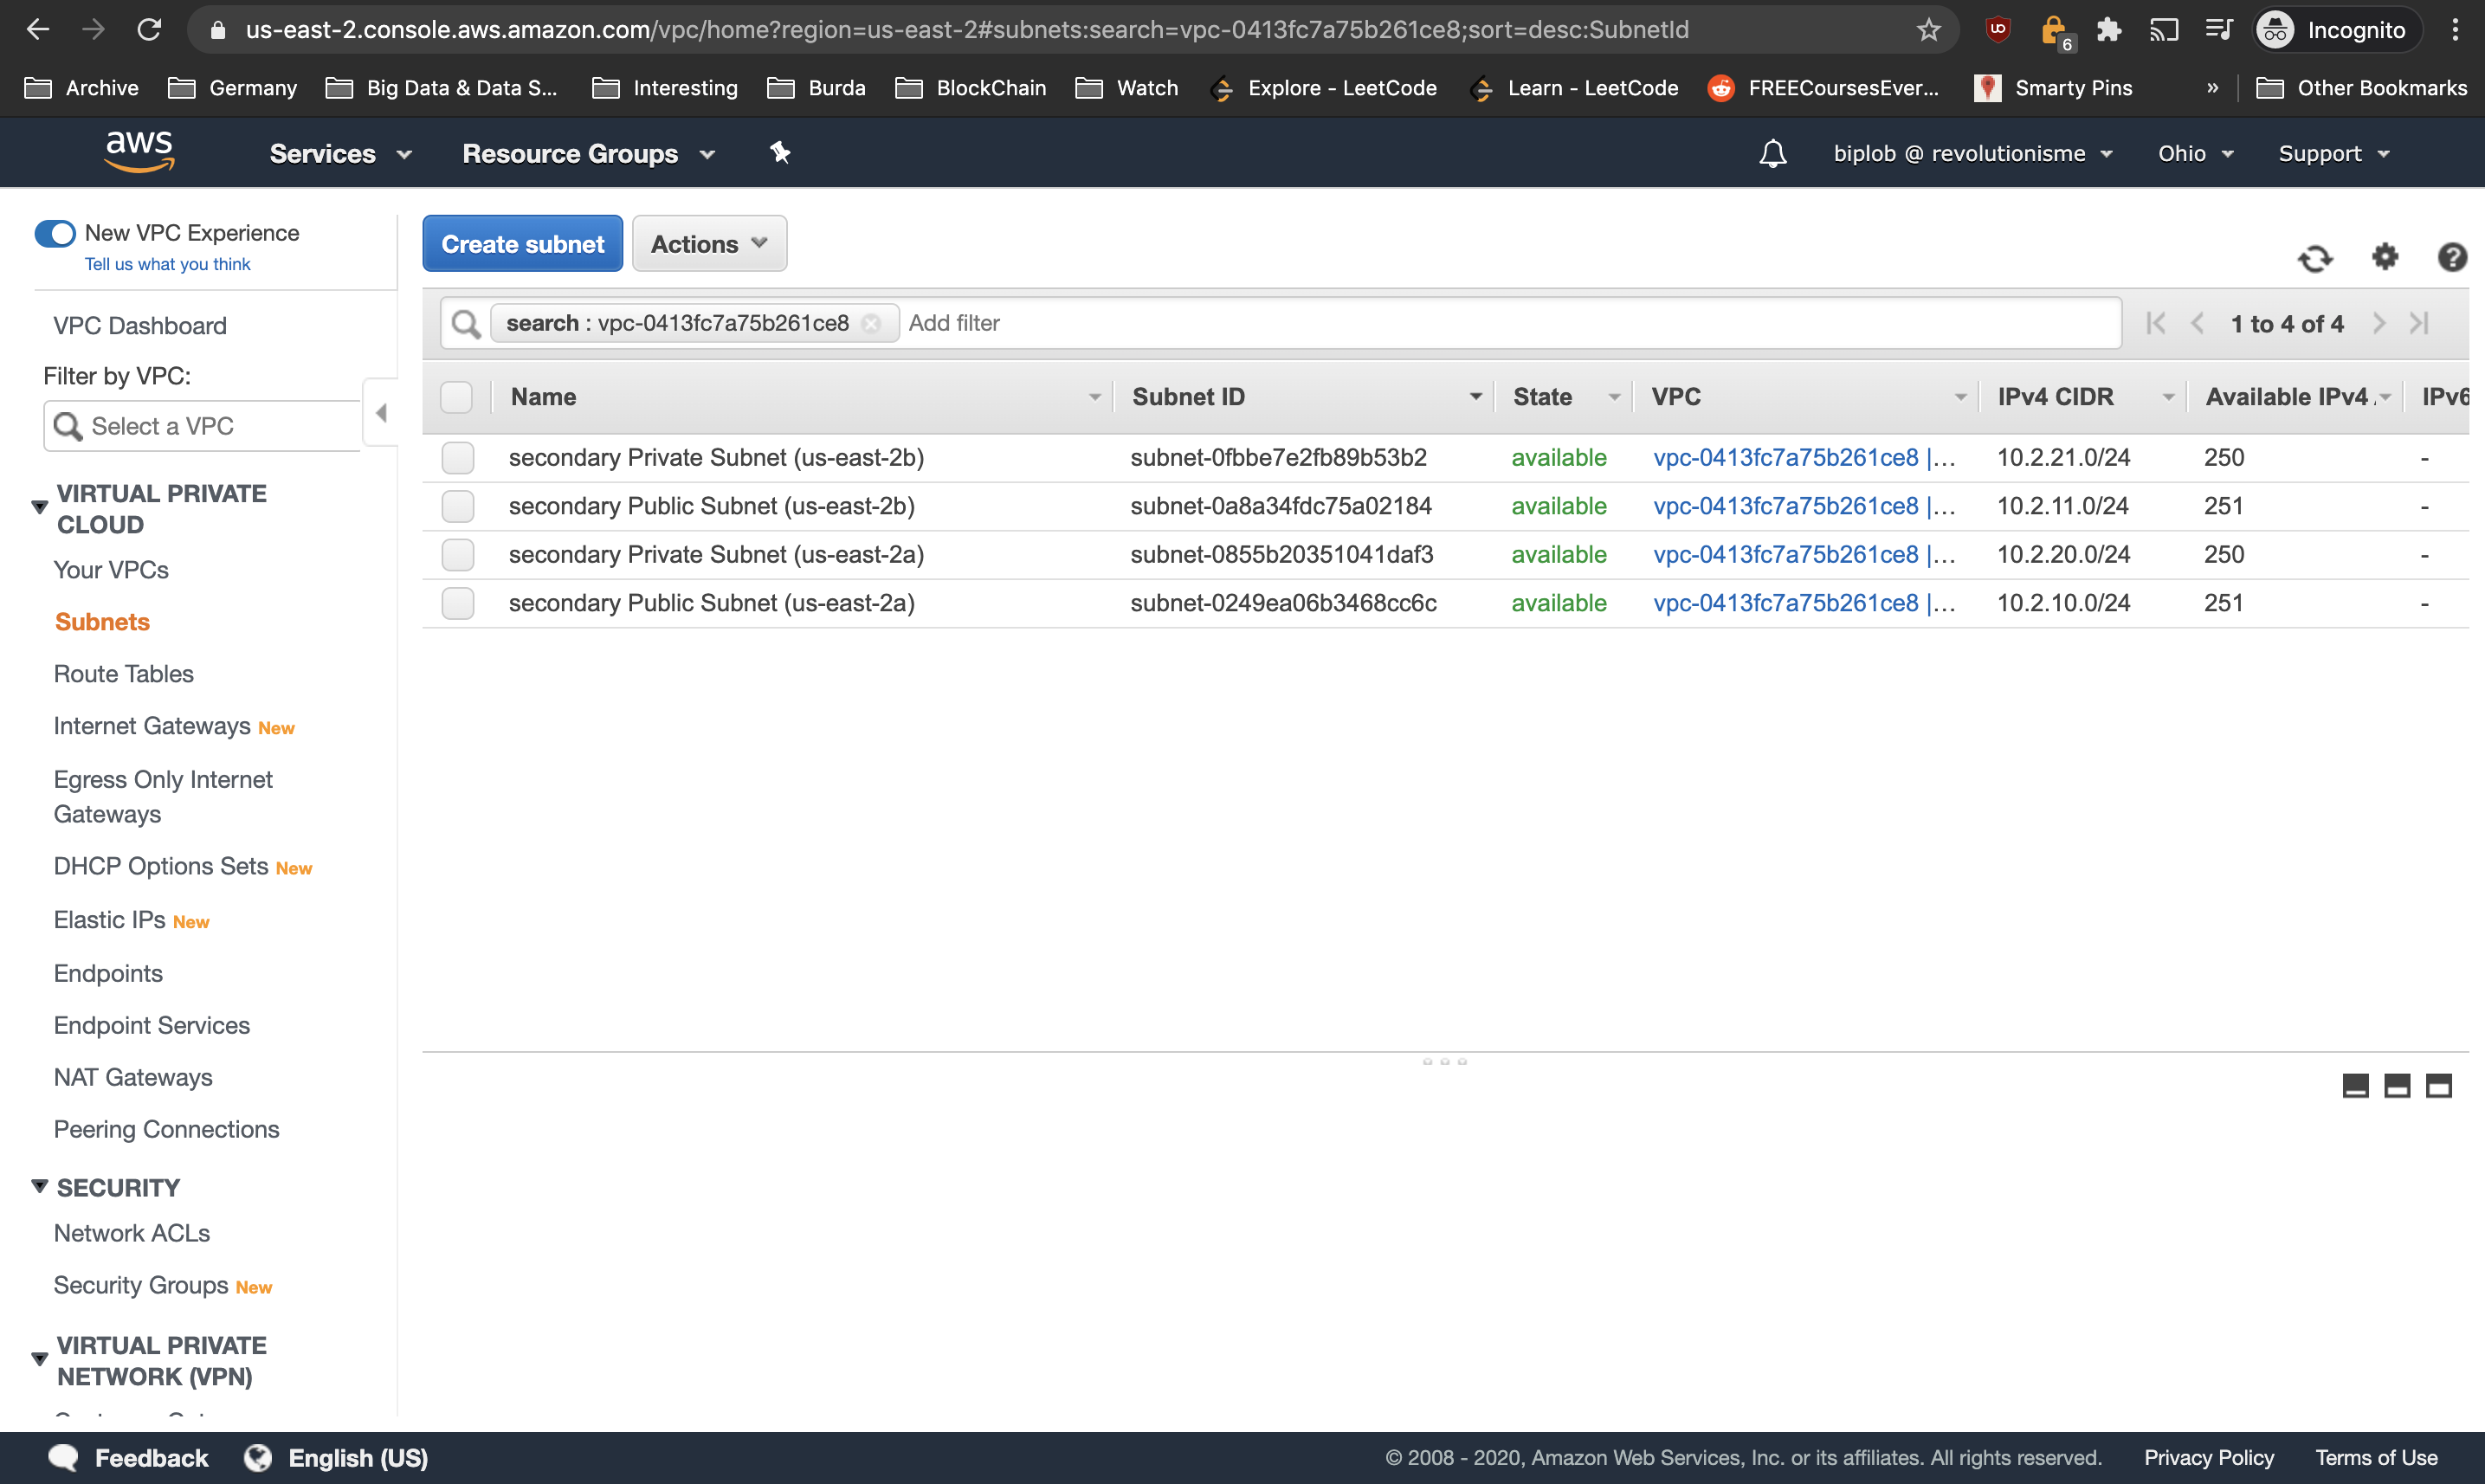 us-east-2.console.aws.amazon.com/vpc/home?region=us-east-2#subnets:search=vpc-0413fc7a75b261ce8;sort=desc:SubnetId
UD
6
Incognito
Archive
Germany
Big Data & Data S...
Interesting
Burda
BlockChain
Watch
Explore - LeetCode
Learn - LeetCode
FREECoursesEver...
Smarty Pins
»
Other Bookmarks
aws
Services
Resource Groups
biplob @ revolutionisme
Ohio
Support
New VPC Experience
Tell us what you think
VPC Dashboard
Filter by VPC:
Select a VPC
VIRTUAL PRIVATE
CLOUD
Your VPCs
Subnets
Route Tables
Internet Gateways New
Egress Only Internet
Gateways
DHCP Options Sets New
Elastic IPs New
Endpoints
Endpoint Services
NAT Gateways
Peering Connections
SECURITY
Network ACLs
Security Groups New
VIRTUAL PRIVATE
NETWORK (VPN)
Create subnet
Actions
?
search : vpc-0413fc7a75b261ce8
Add filter
1 to 4 of 4
Name Subnet ID State VPC IPv4 CIDR Available IPv4 IPv6
secondary Private Subnet (us-east-2b) subnet-0fbbe7e2fb89b53b2 available vpc-0413fc7a75b261ce8 |... 10.2.21.0/24 250 -
secondary Public Subnet (us-east-2b) subnet-0a8a34fdc75a02184 available vpc-0413fc7a75b261ce8 |... 10.2.11.0/24 251 -
secondary Private Subnet (us-east-2a) subnet-0855b20351041daf3 available vpc-0413fc7a75b261ce8 |... 10.2.20.0/24 250 -
secondary Public Subnet (us-east-2a) subnet-0249ea06b3468cc6c available vpc-0413fc7a75b261ce8 |... 10.2.10.0/24 251 -
Feedback
English (US)
© 2008 - 2020, Amazon Web Services, Inc. or its affiliates. All rights reserved.
Privacy Policy
Terms of Use